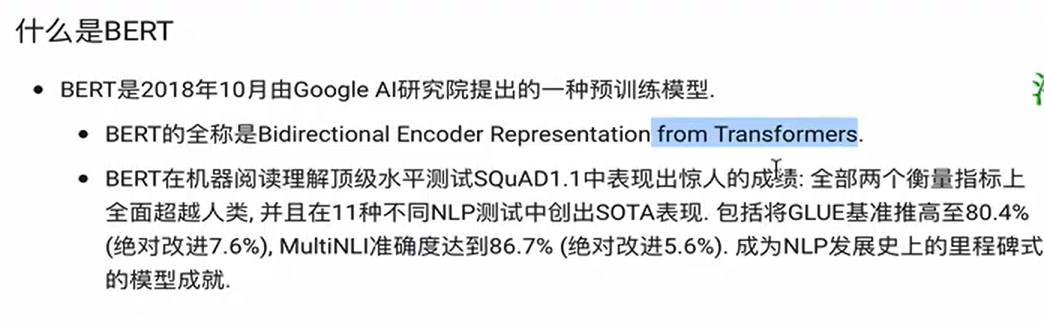 什么是BERT
• BERT是2018年10月由Google AI研究院提出的一种预训练模型.
• BERT的全称是Bidirectional Encoder Representation from Transformers.
• BERT在机器阅读理解顶级水平测试SQuAD1.1中表现出惊人的成绩: 全部两个衡量指标上
全面超越人类, 并且在11种不同NLP测试中创出SOTA表现. 包括将GLUE基准推高至80.4%
(绝对改进7.6%), MultiNLI准确度达到86.7% (绝对改进5.6%). 成为NLP发展史上的里程碑式
的模型成就.